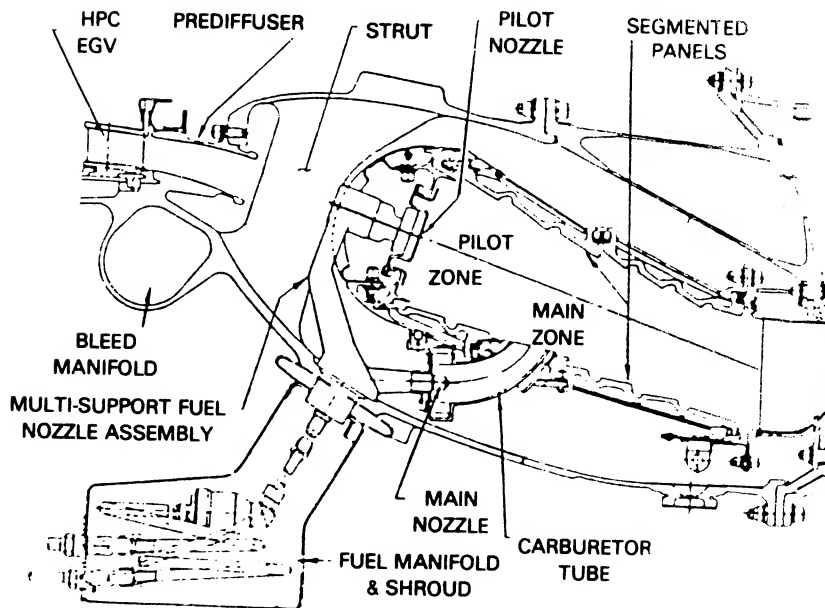 HPC
EGV
PREDIFFUSER
STRUT
PILOT
NOZZLE
SEGMENTED
PANELS
PILOT
ZONE
MAIN
ZONE
BLEED
MANIFOLD
MULTI-SUPPORT FUEL
NOZZLE ASSEMBLY
MAIN
NOZZLE
CARBURETOR
TUBE
FUEL MANIFOLD
& SHROUD